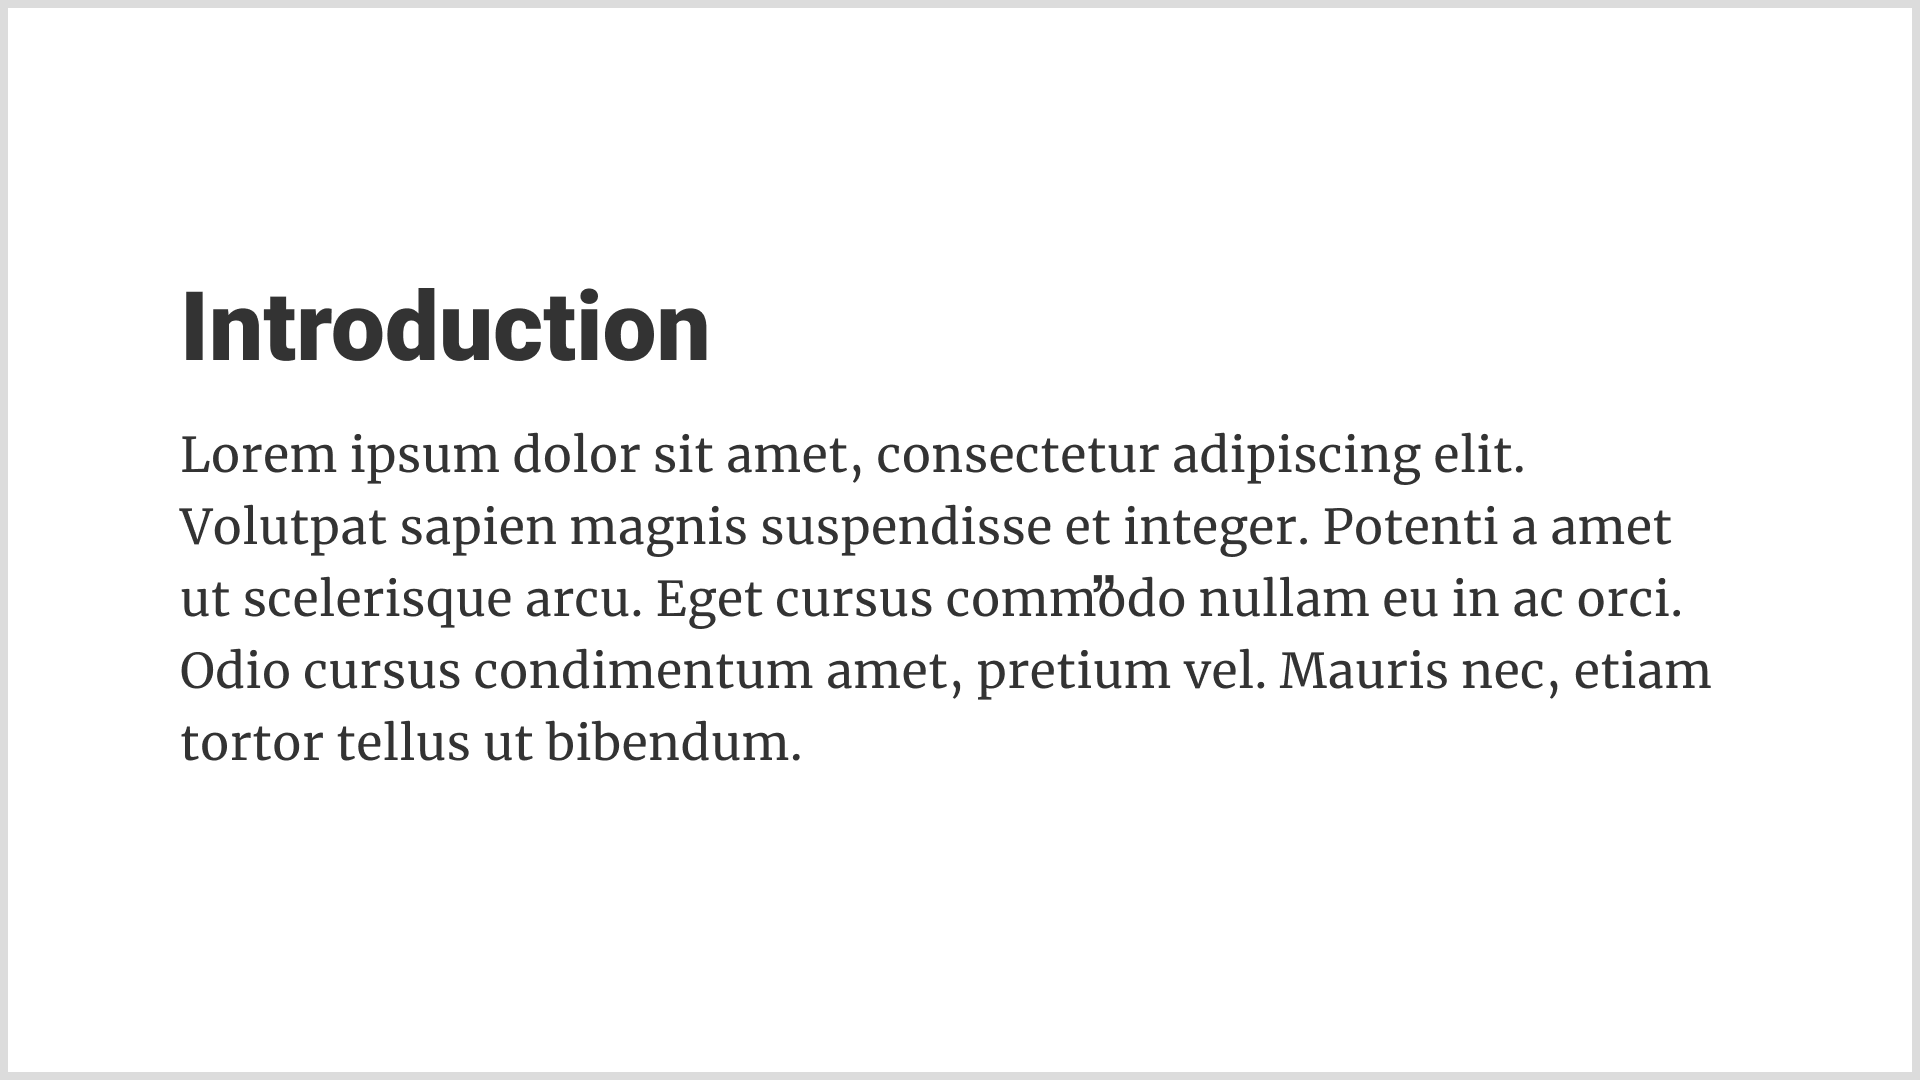 Introduction
Lorem ipsum dolor sit amet, consectetur adipiscing elit.
Volutpat sapien magnis suspendisse et integer. Potenti a amet
ut scelerisque arcu. Eget cursus commodo nullam eu in ac orci.
Odio cursus condimentum amet, pretium vel. Mauris nec, etiam
tortor tellus ut bibendum.
”